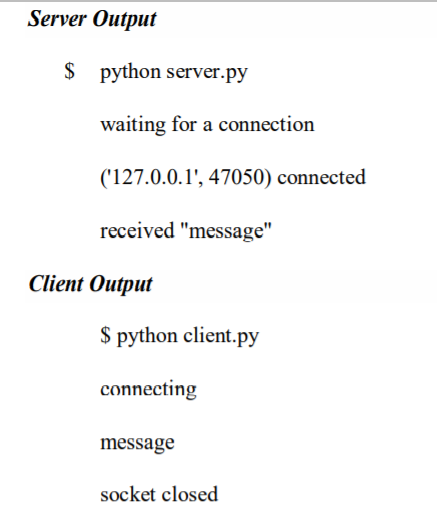 Server Output
$ python server.py
waiting for a connection
('127.0.0.1', 47050) connected
received "message"
Client Output
$ python client.py
connecting
message
socket closed